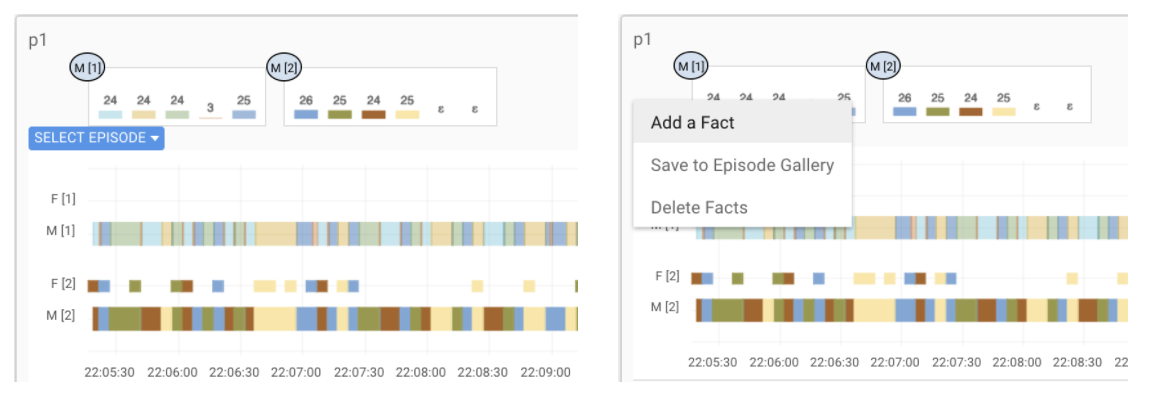 p1
M [1]
M [2]
24 24 24 3 25
26 25 24 25 ε ε
SELECT EPISODE
F [1]
M [1]
F [2]
M [2]
22:05:30 22:06:00 22:06:30 22:07:00 22:07:30 22:08:00 22:08:30 22:09:00
p1
M [1]
M [2]
24 24 24 25
26 25 24 25 ε ε
Add a Fact
Save to Episode Gallery
Delete Facts
M [1]
F [2]
M [2]
22:05:30 22:06:00 22:06:30 22:07:00 22:07:30 22:08:00 22:08:30 22